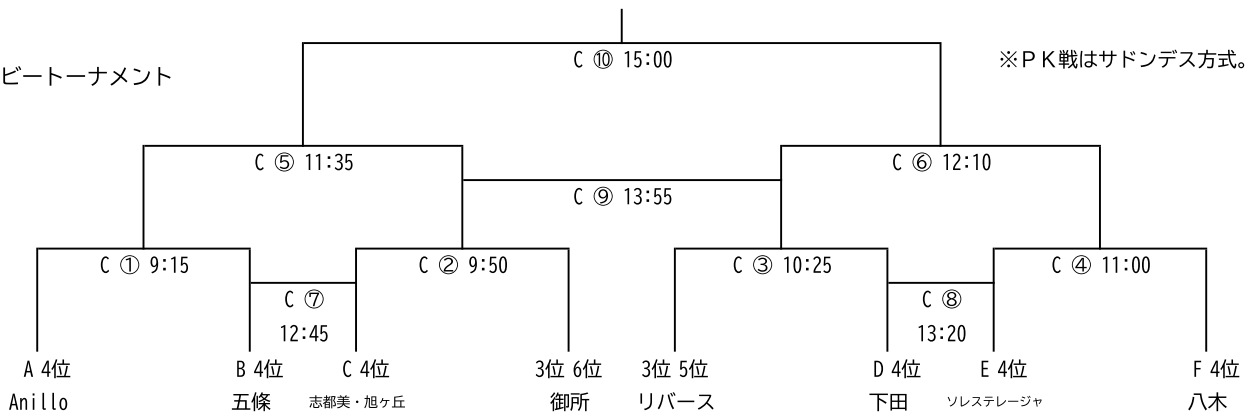 C ⑩ 15:00
※ＰＫ戦はサドンデス方式。
ビートーナメント
C ⑤ 11:35
C ⑥ 12:10
C ⑨ 13:55
C ① 9:15
C ② 9:50
C ③ 10:25
C ④ 11:00
C ⑦
12:45
C ⑧
13:20
A 4位
B 4位
C 4位
3位 6位
3位 5位
D 4位
E 4位
F 4位
Anillo
五條
志都美・旭ヶ丘
御所
リバース
下田
ソレステレージャ
八木